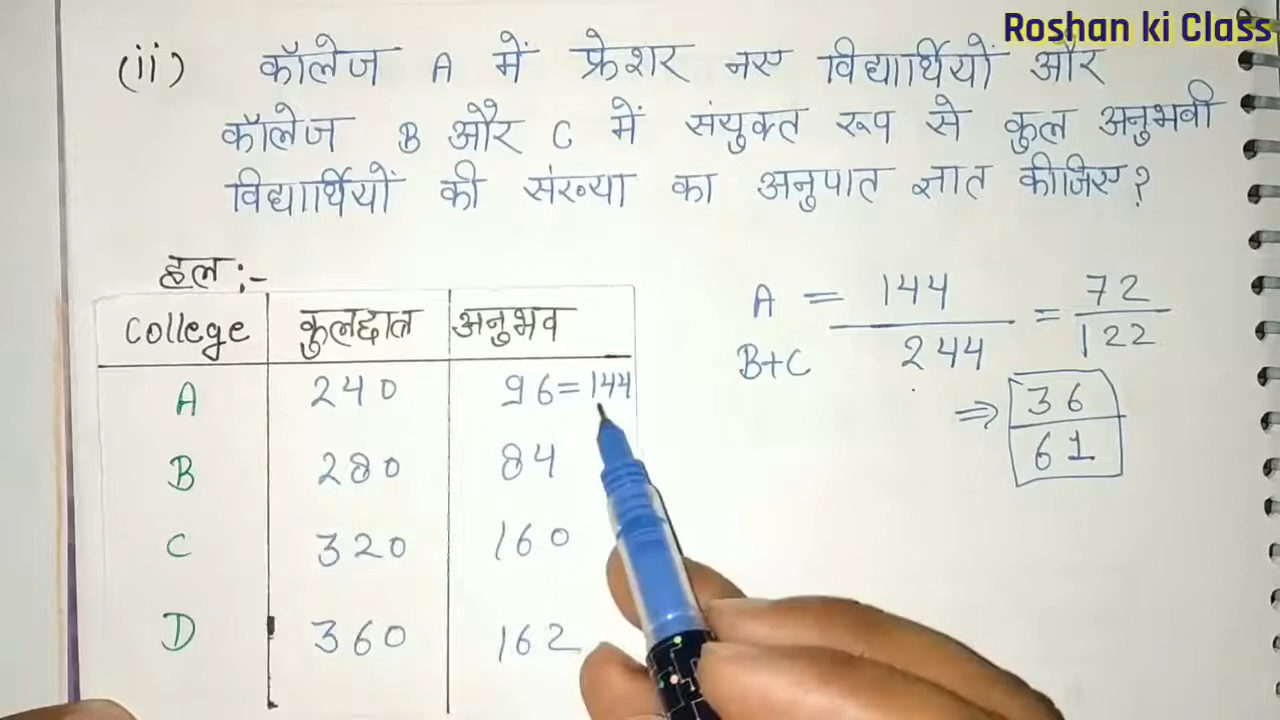 Roshan ki Class
(ii) कॉलेज A में फ्रेशर नए विद्यार्थियों और
कॉलेज B और C में संयुक्त रूप से कुल अनुभवी
विद्यार्थियों की संख्या का अनुपात ज्ञात कीजिए?
हल:-
College कुलछात्र अनुभव
A 240 96=144
B 280 84
C 320 160
D 360 162
A = 144 = 72
B+C 244 122
⇒ 36
61